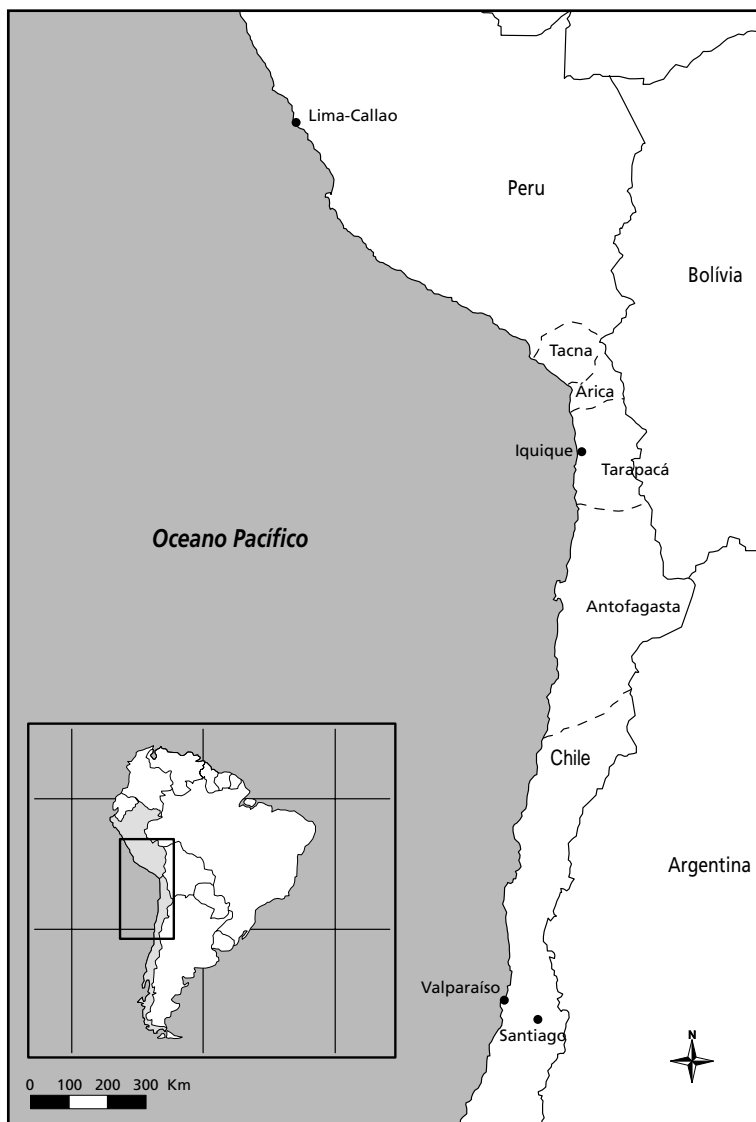 Lima-Callao
Peru
Bolívia
Tacna
Árica
Iquique
Tarapacá
Oceano Pacífico
Antofagasta
Chile
Argentina
Valparaíso
Santiago
N
0 100 200 300 Km